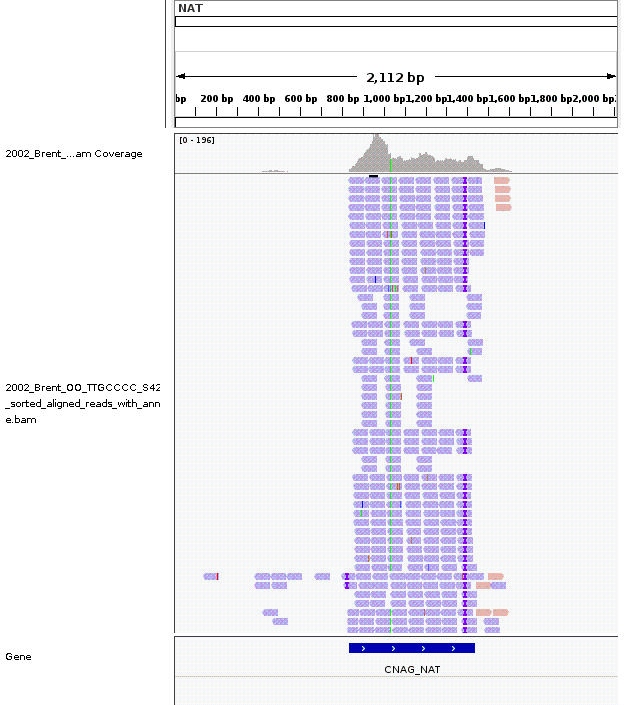 NAT
2,112 bp
bp 200 bp 400 bp 600 bp 800 bp 1,000 bp 1,200 bp 1,400 bp 1,600 bp 1,800 bp 2,000 bp
[0 - 196]
2002_Brent_...am Coverage
2002_Brent_OO_TTGCCCC_S42
_sorted_aligned_reads_with_ann
e.bam
Gene
CNAG_NAT